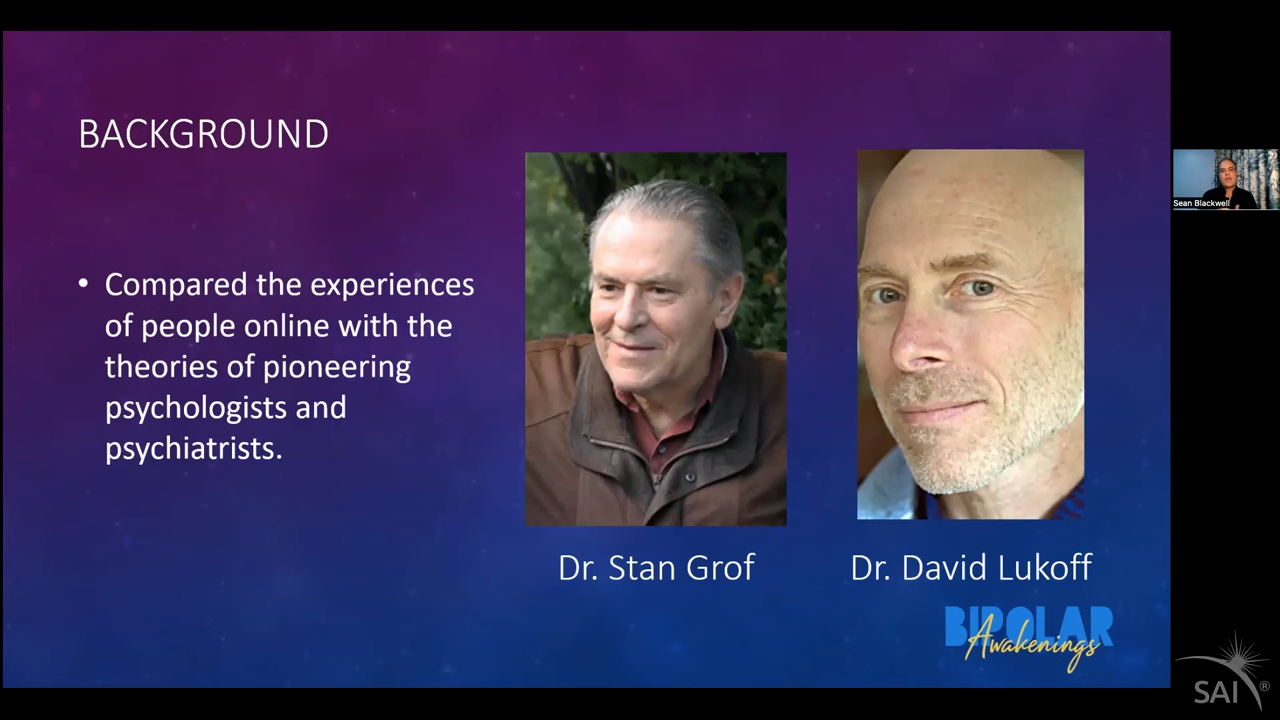 BACKGROUND
• Compared the experiences
of people online with the
theories of pioneering
psychologists and
psychiatrists.
Dr. Stan Grof
Dr. David Lukoff
BIPOLAR
Awakenings
Sean Blackwell
SAI®